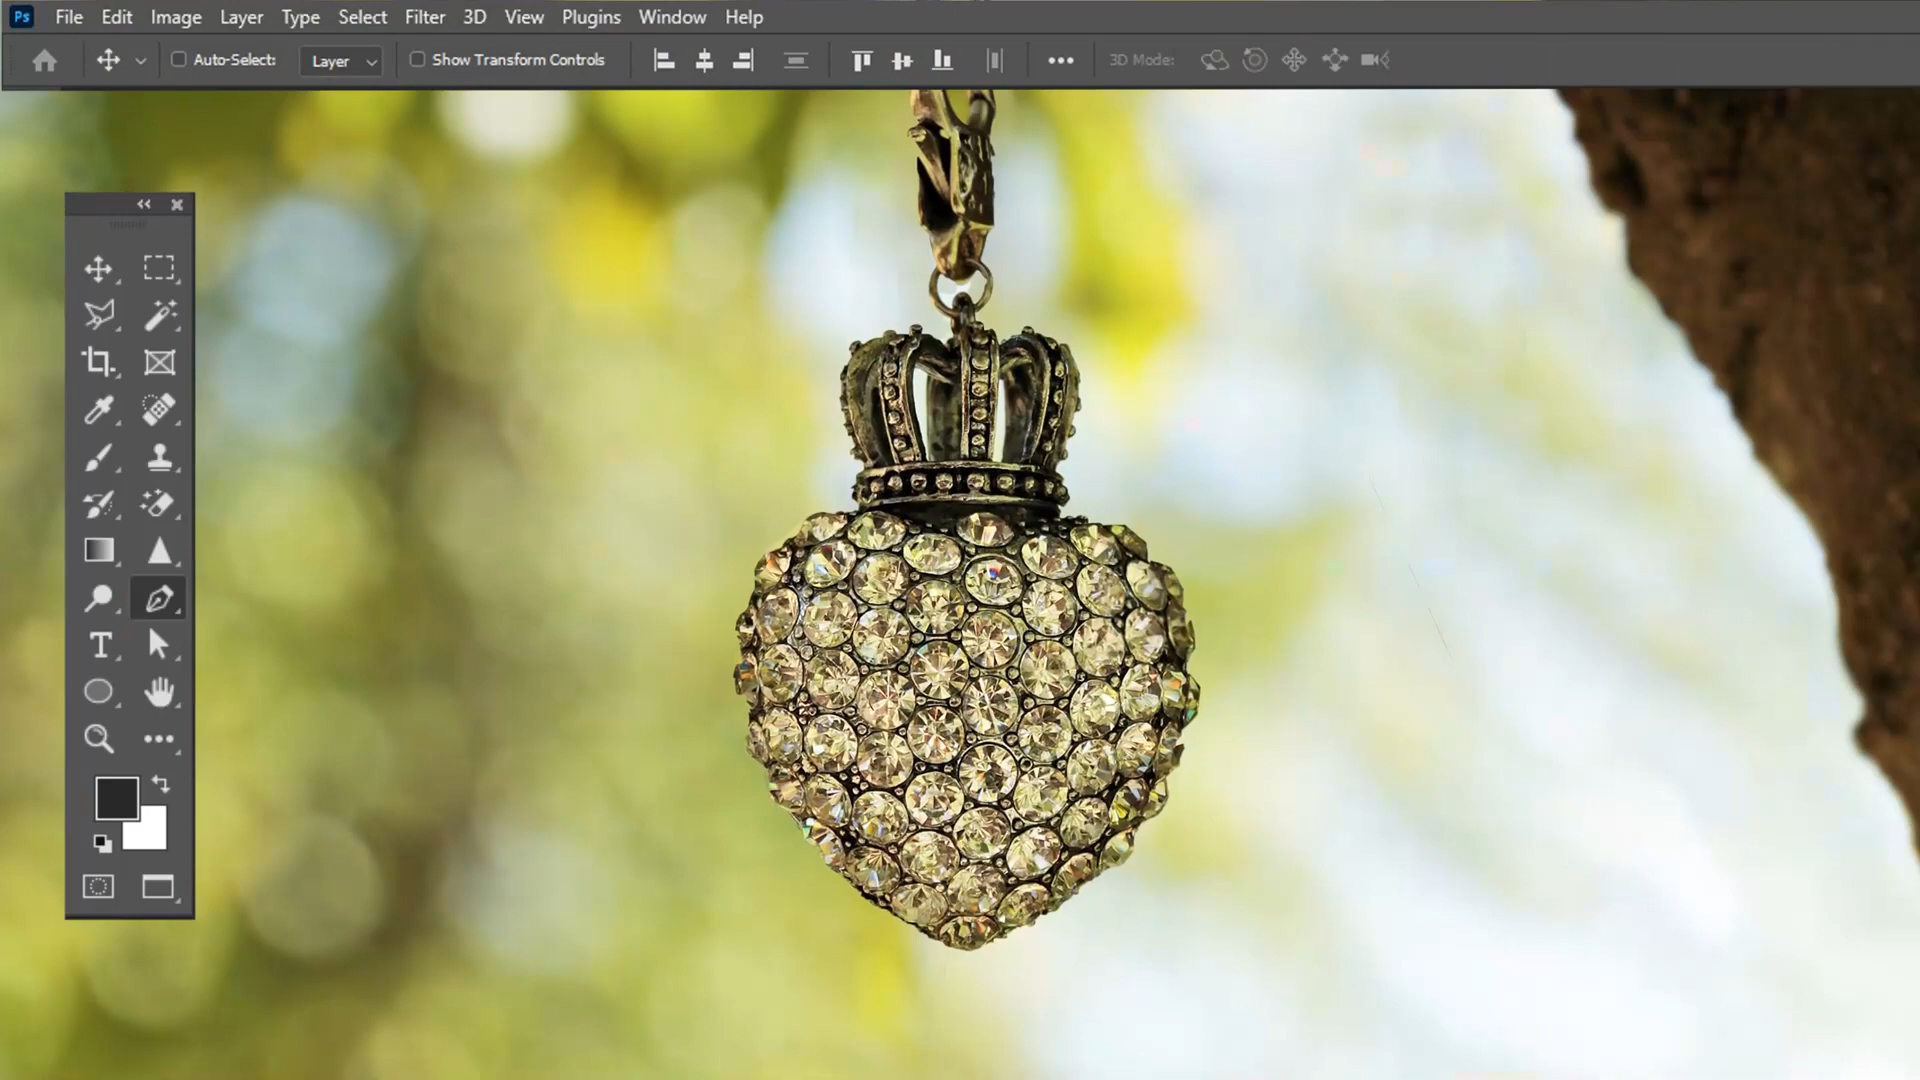 Ps File Edit Image Layer Type Select Filter 3D View Plugins Window Help
Auto-Select: Layer Show Transform Controls 3D Mode: